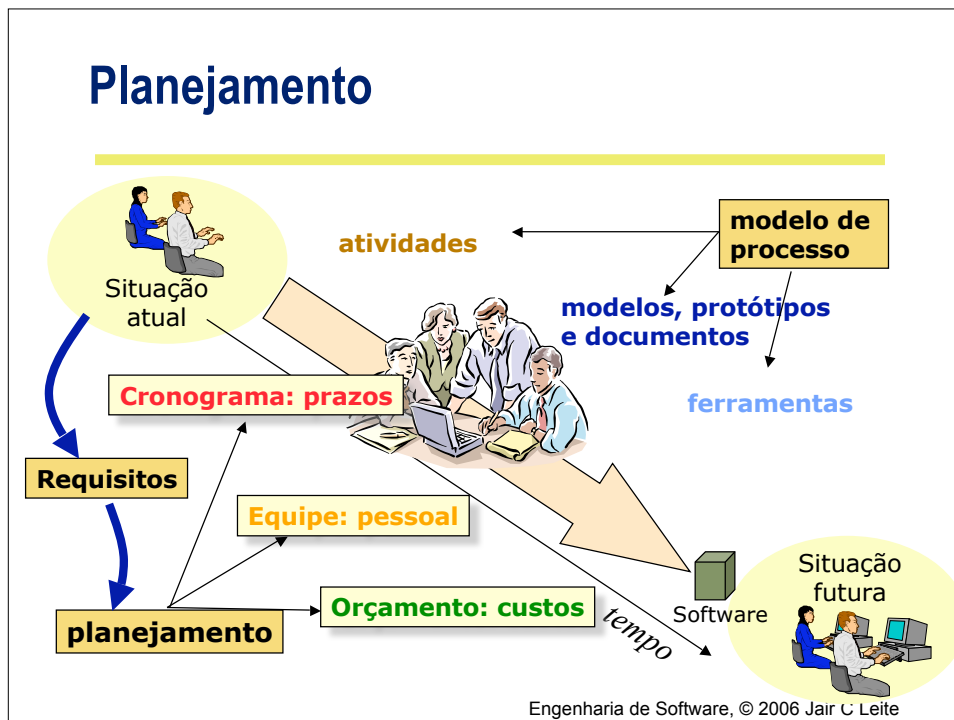 Planejamento
Situação
atual
atividades
modelo de
processo
modelos, protótipos
e documentos
ferramentas
Cronograma: prazos
Requisitos
Equipe: pessoal
Orçamento: custos
planejamento
tempo
Software
Situação
futura
Engenharia de Software, © 2006 Jair C Leite